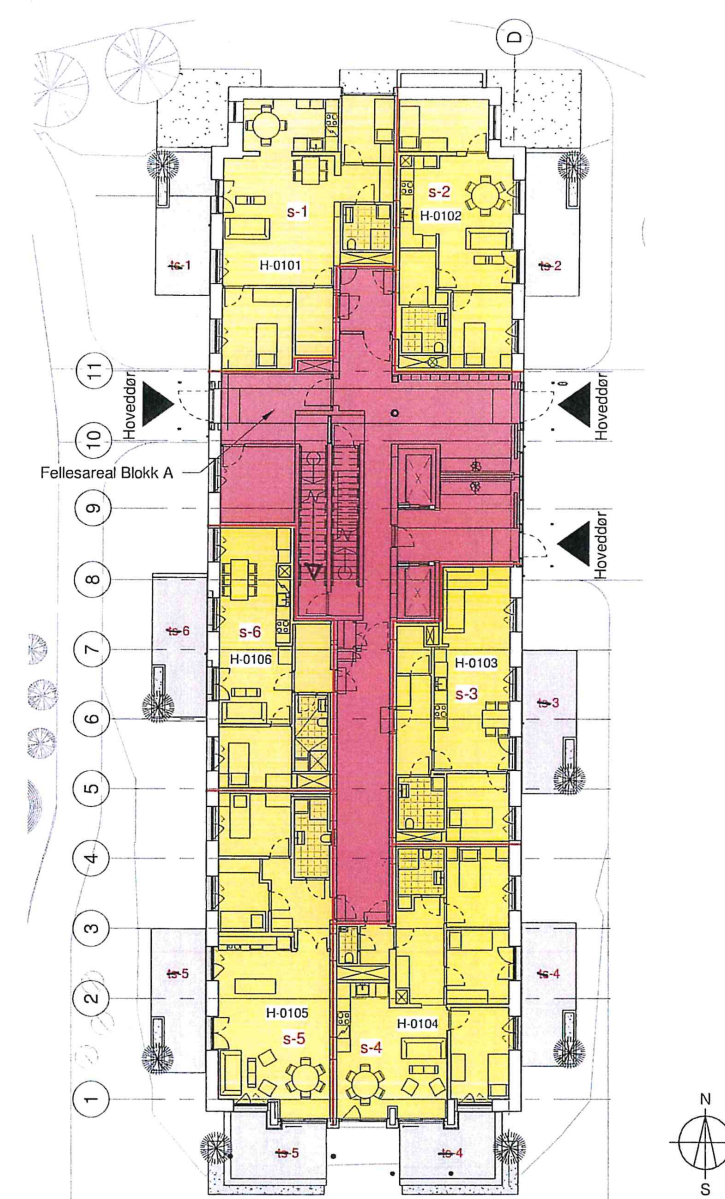 D
s-1
s-2
H-0102
H-0101
ts-1
ts-2
11
Hoveddør
Hoveddør
10
Fellesareal Blokk A
9
Hoveddør
8
ts-6
s-6
7
H-0106
H-0103
s-3
ts-3
6
5
4
3
ts-5
ts-4
2
H-0105
H-0104
s-5
s-4
1
N
S
ts-5
ts-4